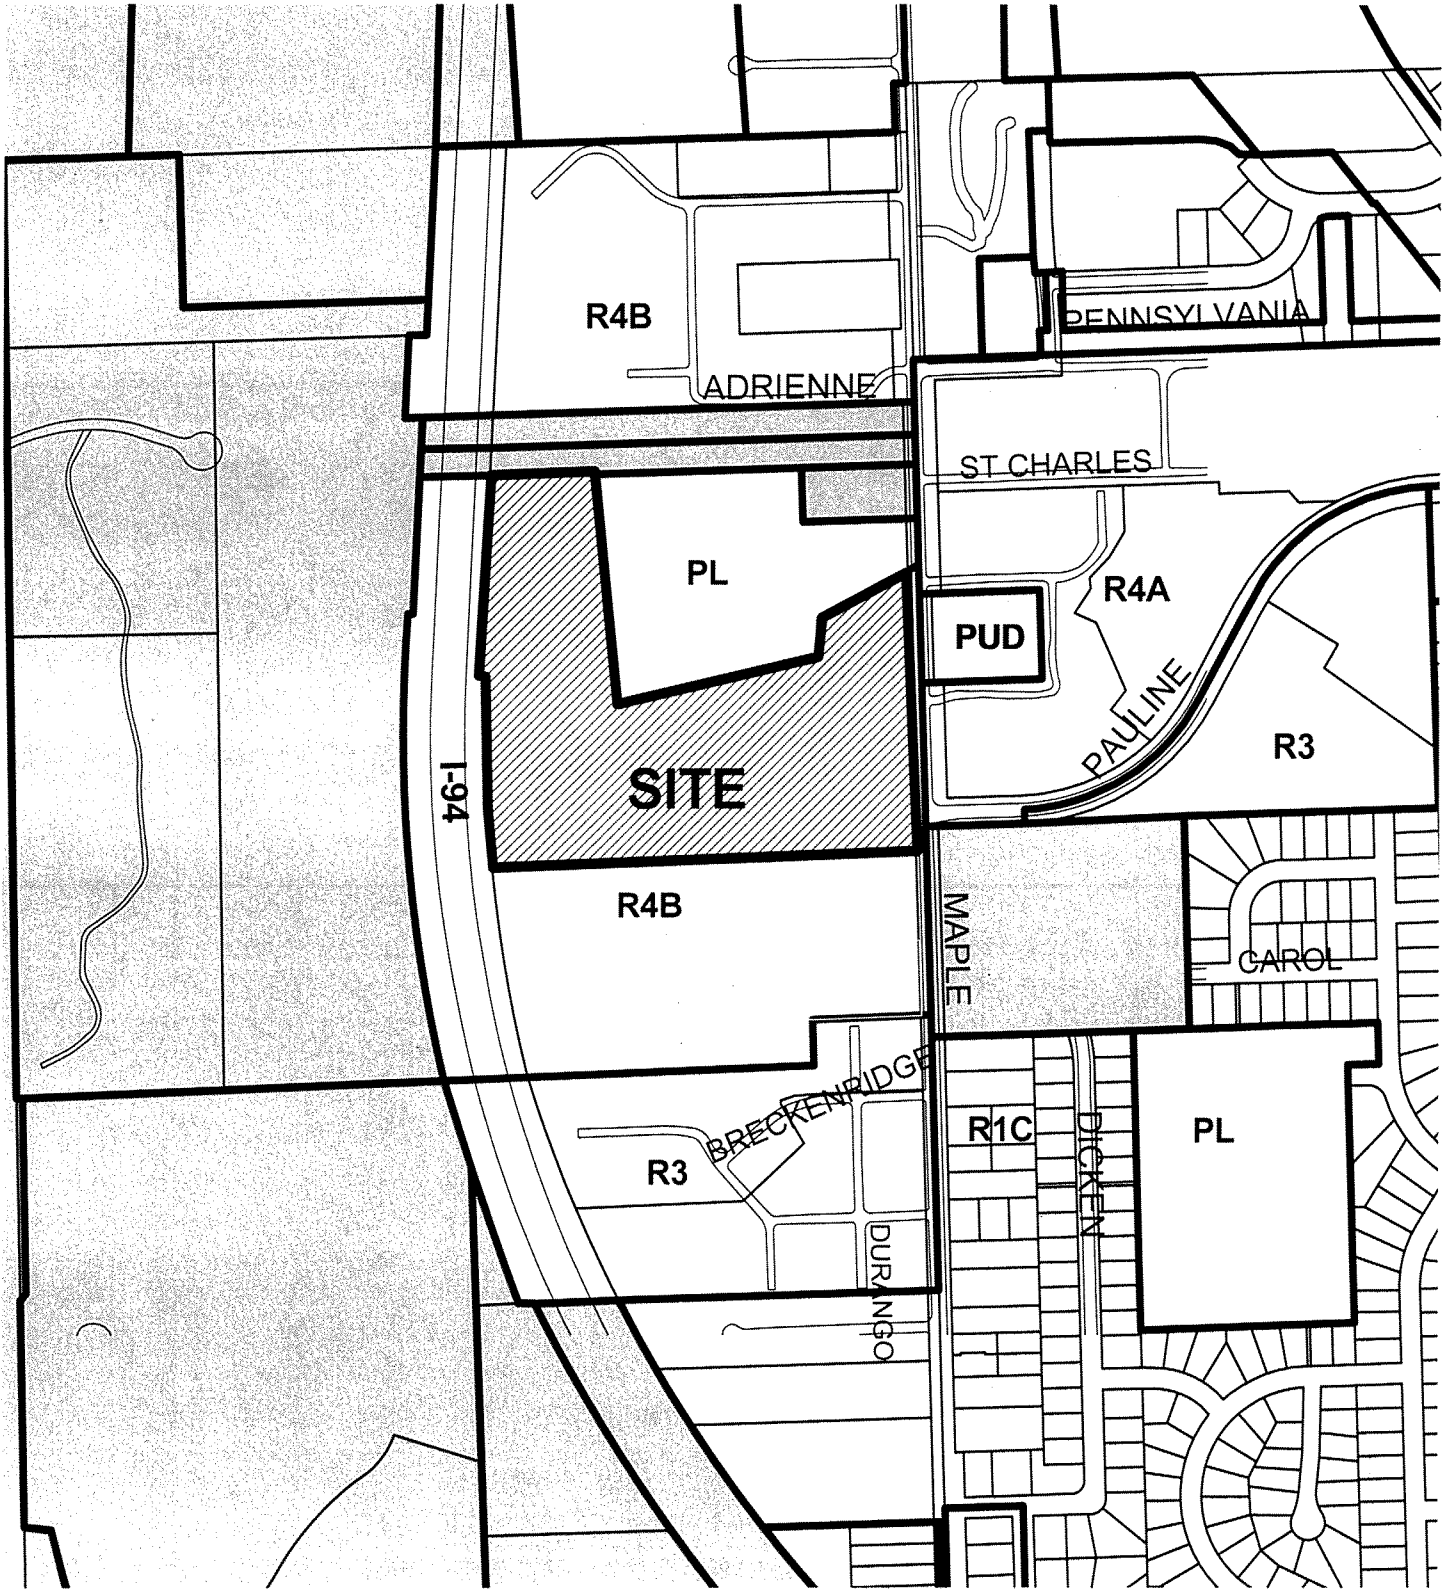 PENNSYLVANIA
R4B
ADRIENNE
ST CHARLES
PL
R4A
PUD
PAULINE
R3
I-94
SITE
R4B
MAPLE
CAROL
BRECKENRIDGE
R1C
DICKEN
PL
R3
DURANGO